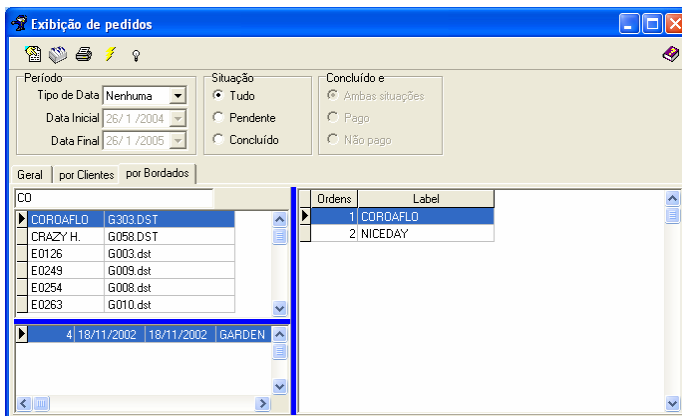 Exibição de pedidos
Período
Situação
Concluído e
Tipo de Data Nenhuma
Tudo
Ambas situações
Data Inicial 26/ 1 /2004
Pendente
Pago
Data Final 26/ 1 /2005
Concluído
Não pago
Geral
por Clientes
por Bordados
CO
COROAFLO G303.DST
CRAZY H. G058.DST
E0126 G003.dst
E0249 G009.dst
E0254 G008.dst
E0263 G010.dst
4 18/11/2002 18/11/2002 GARDEN
Ordens Label
1 COROAFLO
2 NICEDAY